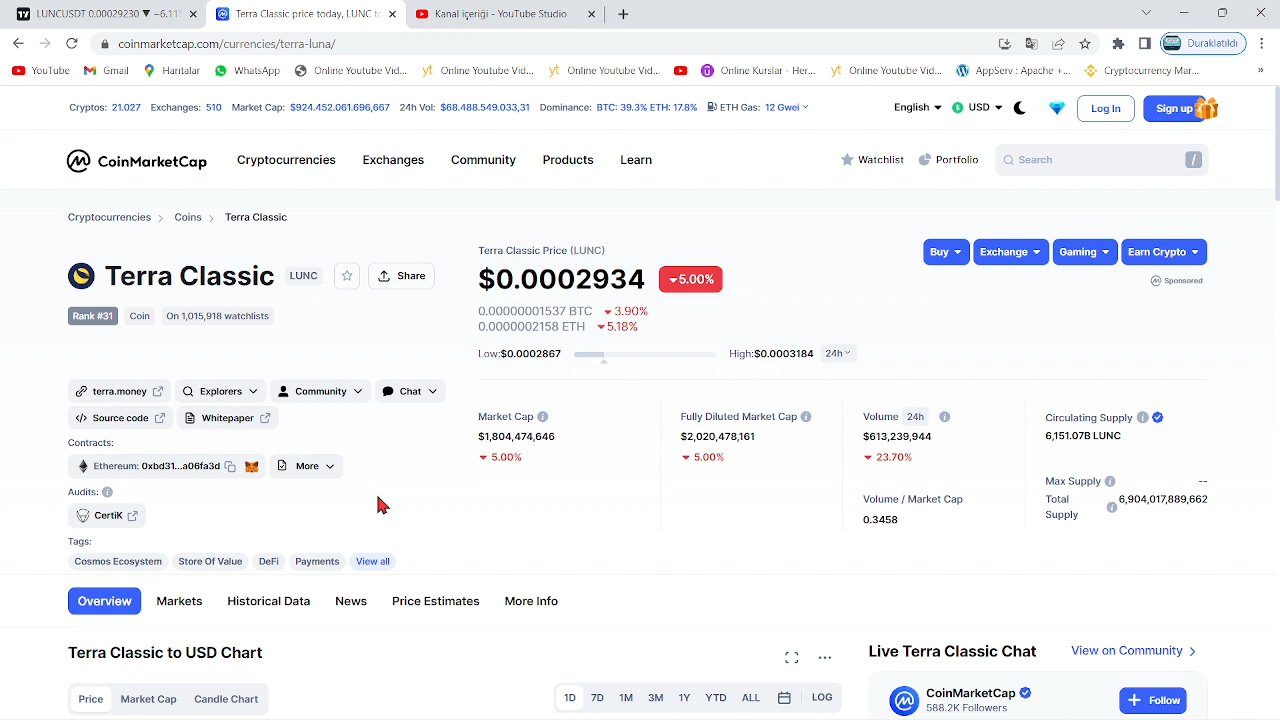 LUNCUSDT 0.00029230 ▼ −6.11%
Terra Classic price today, LUNC to
Kanal içeriği - YouTube Studio
coinmarketcap.com/currencies/terra-luna/
Duraklatıldı
YouTube Gmail Haritalar WhatsApp Online Youtube Vid... Online Youtube Vid... Online Youtube Vid... Online Kurslar - Her... Online Youtube Vid... AppServ : Apache +... Cryptocurrency Mar... »
Cryptos: 21.027 Exchanges: 510 Market Cap: $924.452.061.696,667 24h Vol: $68.488.549.033,31 Dominance: BTC: 39.3% ETH: 17.8% ETH Gas: 12 Gwei
English USD Log In Sign up
CoinMarketCap Cryptocurrencies Exchanges Community Products Learn Watchlist Portfolio Search /
Cryptocurrencies > Coins > Terra Classic
Terra Classic LUNC Share
Rank #31 Coin On 1,015,918 watchlists
Terra Classic Price (LUNC)
$0.0002934 5.00%
0.00000001537 BTC 3.90%
0.0000002158 ETH 5.18%
Low:$0.0002867 High:$0.0003184 24h
Buy Exchange Gaming Earn Crypto
Sponsored
terra.money Explorers Community Chat
Source code Whitepaper
Contracts:
Ethereum: 0xbd31...a06fa3d More
Audits:
CertiK
Tags:
Cosmos Ecosystem Store Of Value DeFi Payments View all
Market Cap
$1,804,474,646
5.00%
Fully Diluted Market Cap
$2,020,478,161
5.00%
Volume 24h
$613,239,944
23.70%
Volume / Market Cap
0.3458
Circulating Supply
6,151.07B LUNC
Max Supply --
Total Supply 6,904,017,889,662
Overview Markets Historical Data News Price Estimates More Info
Terra Classic to USD Chart
Price Market Cap Candle Chart
1D 7D 1M 3M 1Y YTD ALL LOG
Live Terra Classic Chat View on Community >
CoinMarketCap
588.2K Followers
+ Follow